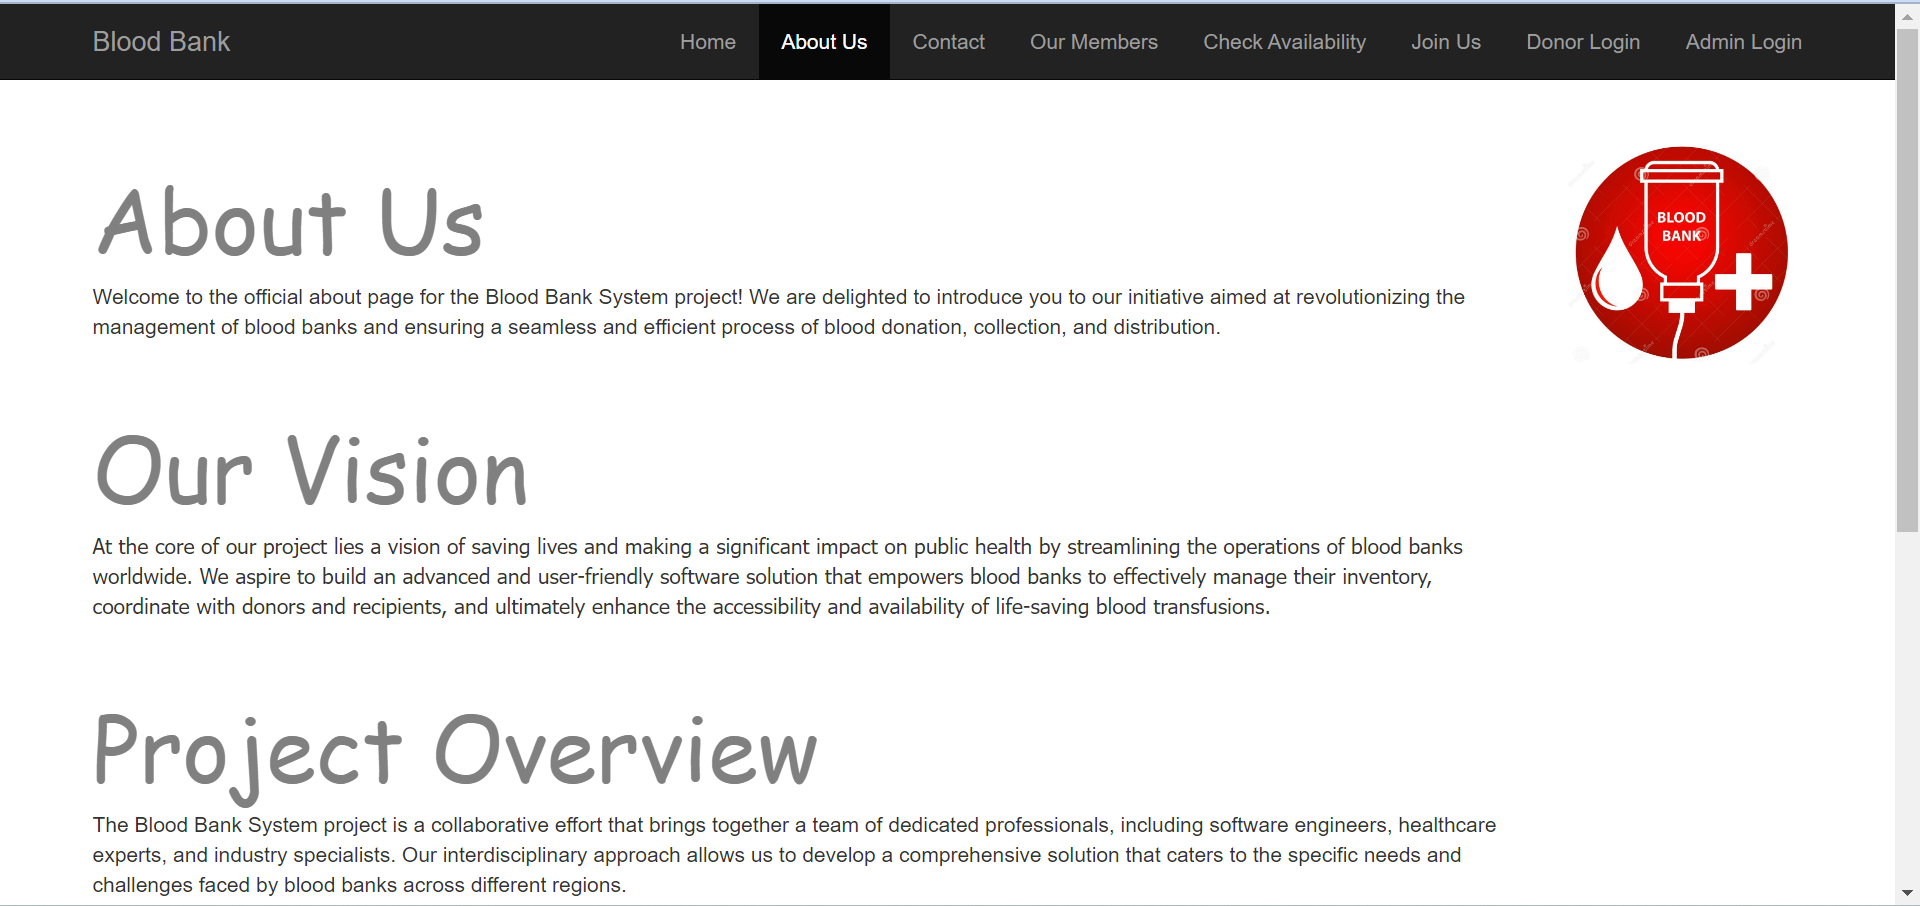 Blood Bank
Home
About Us
Contact
Our Members
Check Availability
Join Us
Donor Login
Admin Login
About Us
Welcome to the official about page for the Blood Bank System project! We are delighted to introduce you to our initiative aimed at revolutionizing the
management of blood banks and ensuring a seamless and efficient process of blood donation, collection, and distribution.
BLOOD
BANK
Our Vision
At the core of our project lies a vision of saving lives and making a significant impact on public health by streamlining the operations of blood banks
worldwide. We aspire to build an advanced and user-friendly software solution that empowers blood banks to effectively manage their inventory,
coordinate with donors and recipients, and ultimately enhance the accessibility and availability of life-saving blood transfusions.
Project Overview
The Blood Bank System project is a collaborative effort that brings together a team of dedicated professionals, including software engineers, healthcare
experts, and industry specialists. Our interdisciplinary approach allows us to develop a comprehensive solution that caters to the specific needs and
challenges faced by blood banks across different regions.